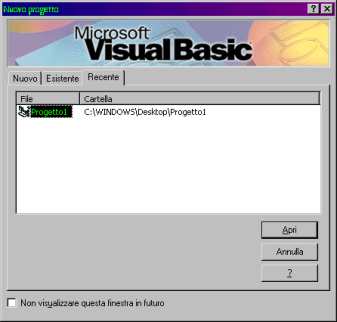 Nuovo progetto
Microsoft
Visual Basic
Nuovo Esistente Recente
File Cartella
Progetto1 C:\WINDOWS\Desktop\Progetto1
Apri
Annulla
?
Non visualizzare questa finestra in futuro